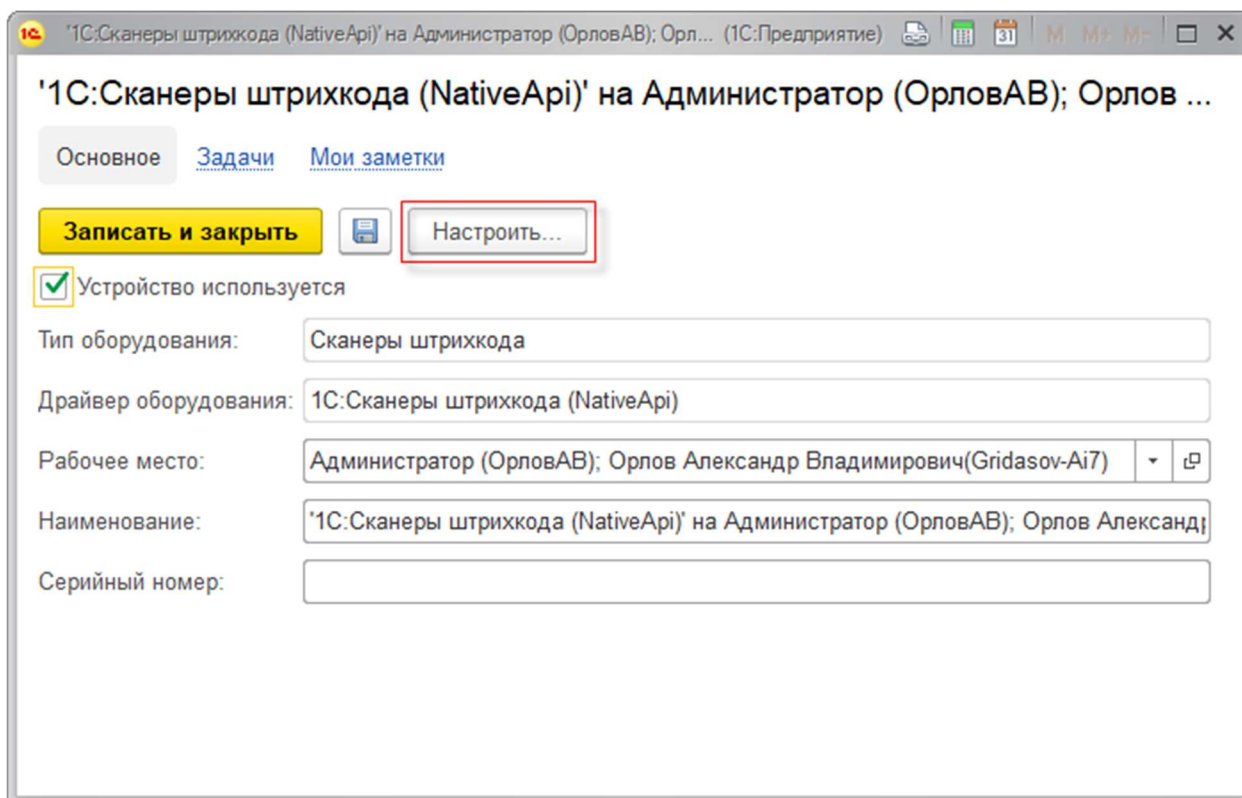 1С '1С:Сканеры штрихкода (NativeApi)' на Администратор (ОрловАВ); Орл... (1С:Предприятие) 31 M M+ M-
'1С:Сканеры штрихкода (NativeApi)' на Администратор (ОрловАВ); Орлов ...
Основное Задачи Мои заметки
Записать и закрыть Настроить...
Устройство используется
Тип оборудования: Сканеры штрихкода
Драйвер оборудования: 1С:Сканеры штрихкода (NativeApi)
Рабочее место: Администратор (ОрловАВ); Орлов Александр Владимирович(Gridasov-Ai7)
Наименование: '1С:Сканеры штрихкода (NativeApi)' на Администратор (ОрловАВ); Орлов Александр
Серийный номер: